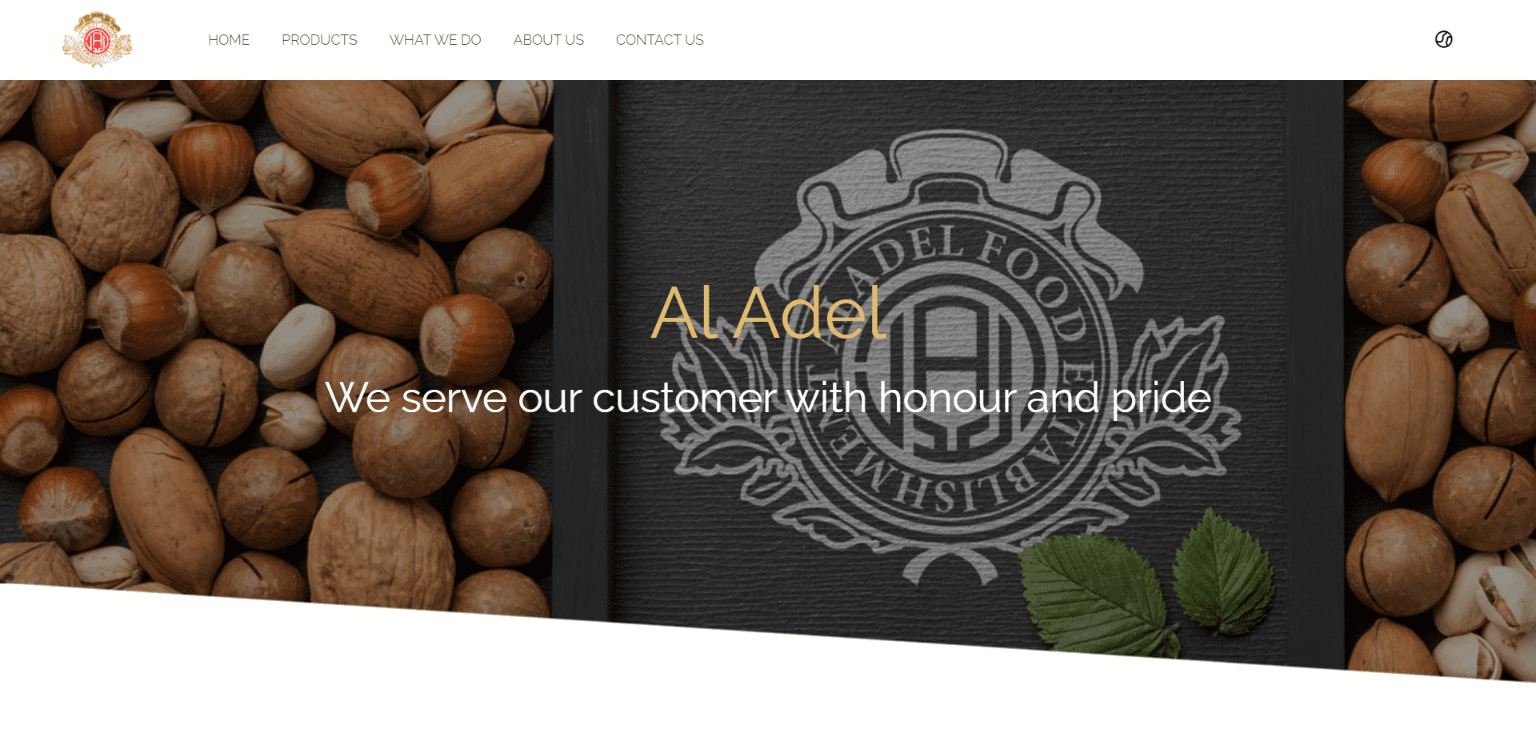 HOME PRODUCTS WHAT WE DO ABOUT US CONTACT US
Al Adel
We serve our customer with honour and pride
AL ADEL FOOD ESTABLISHMENT